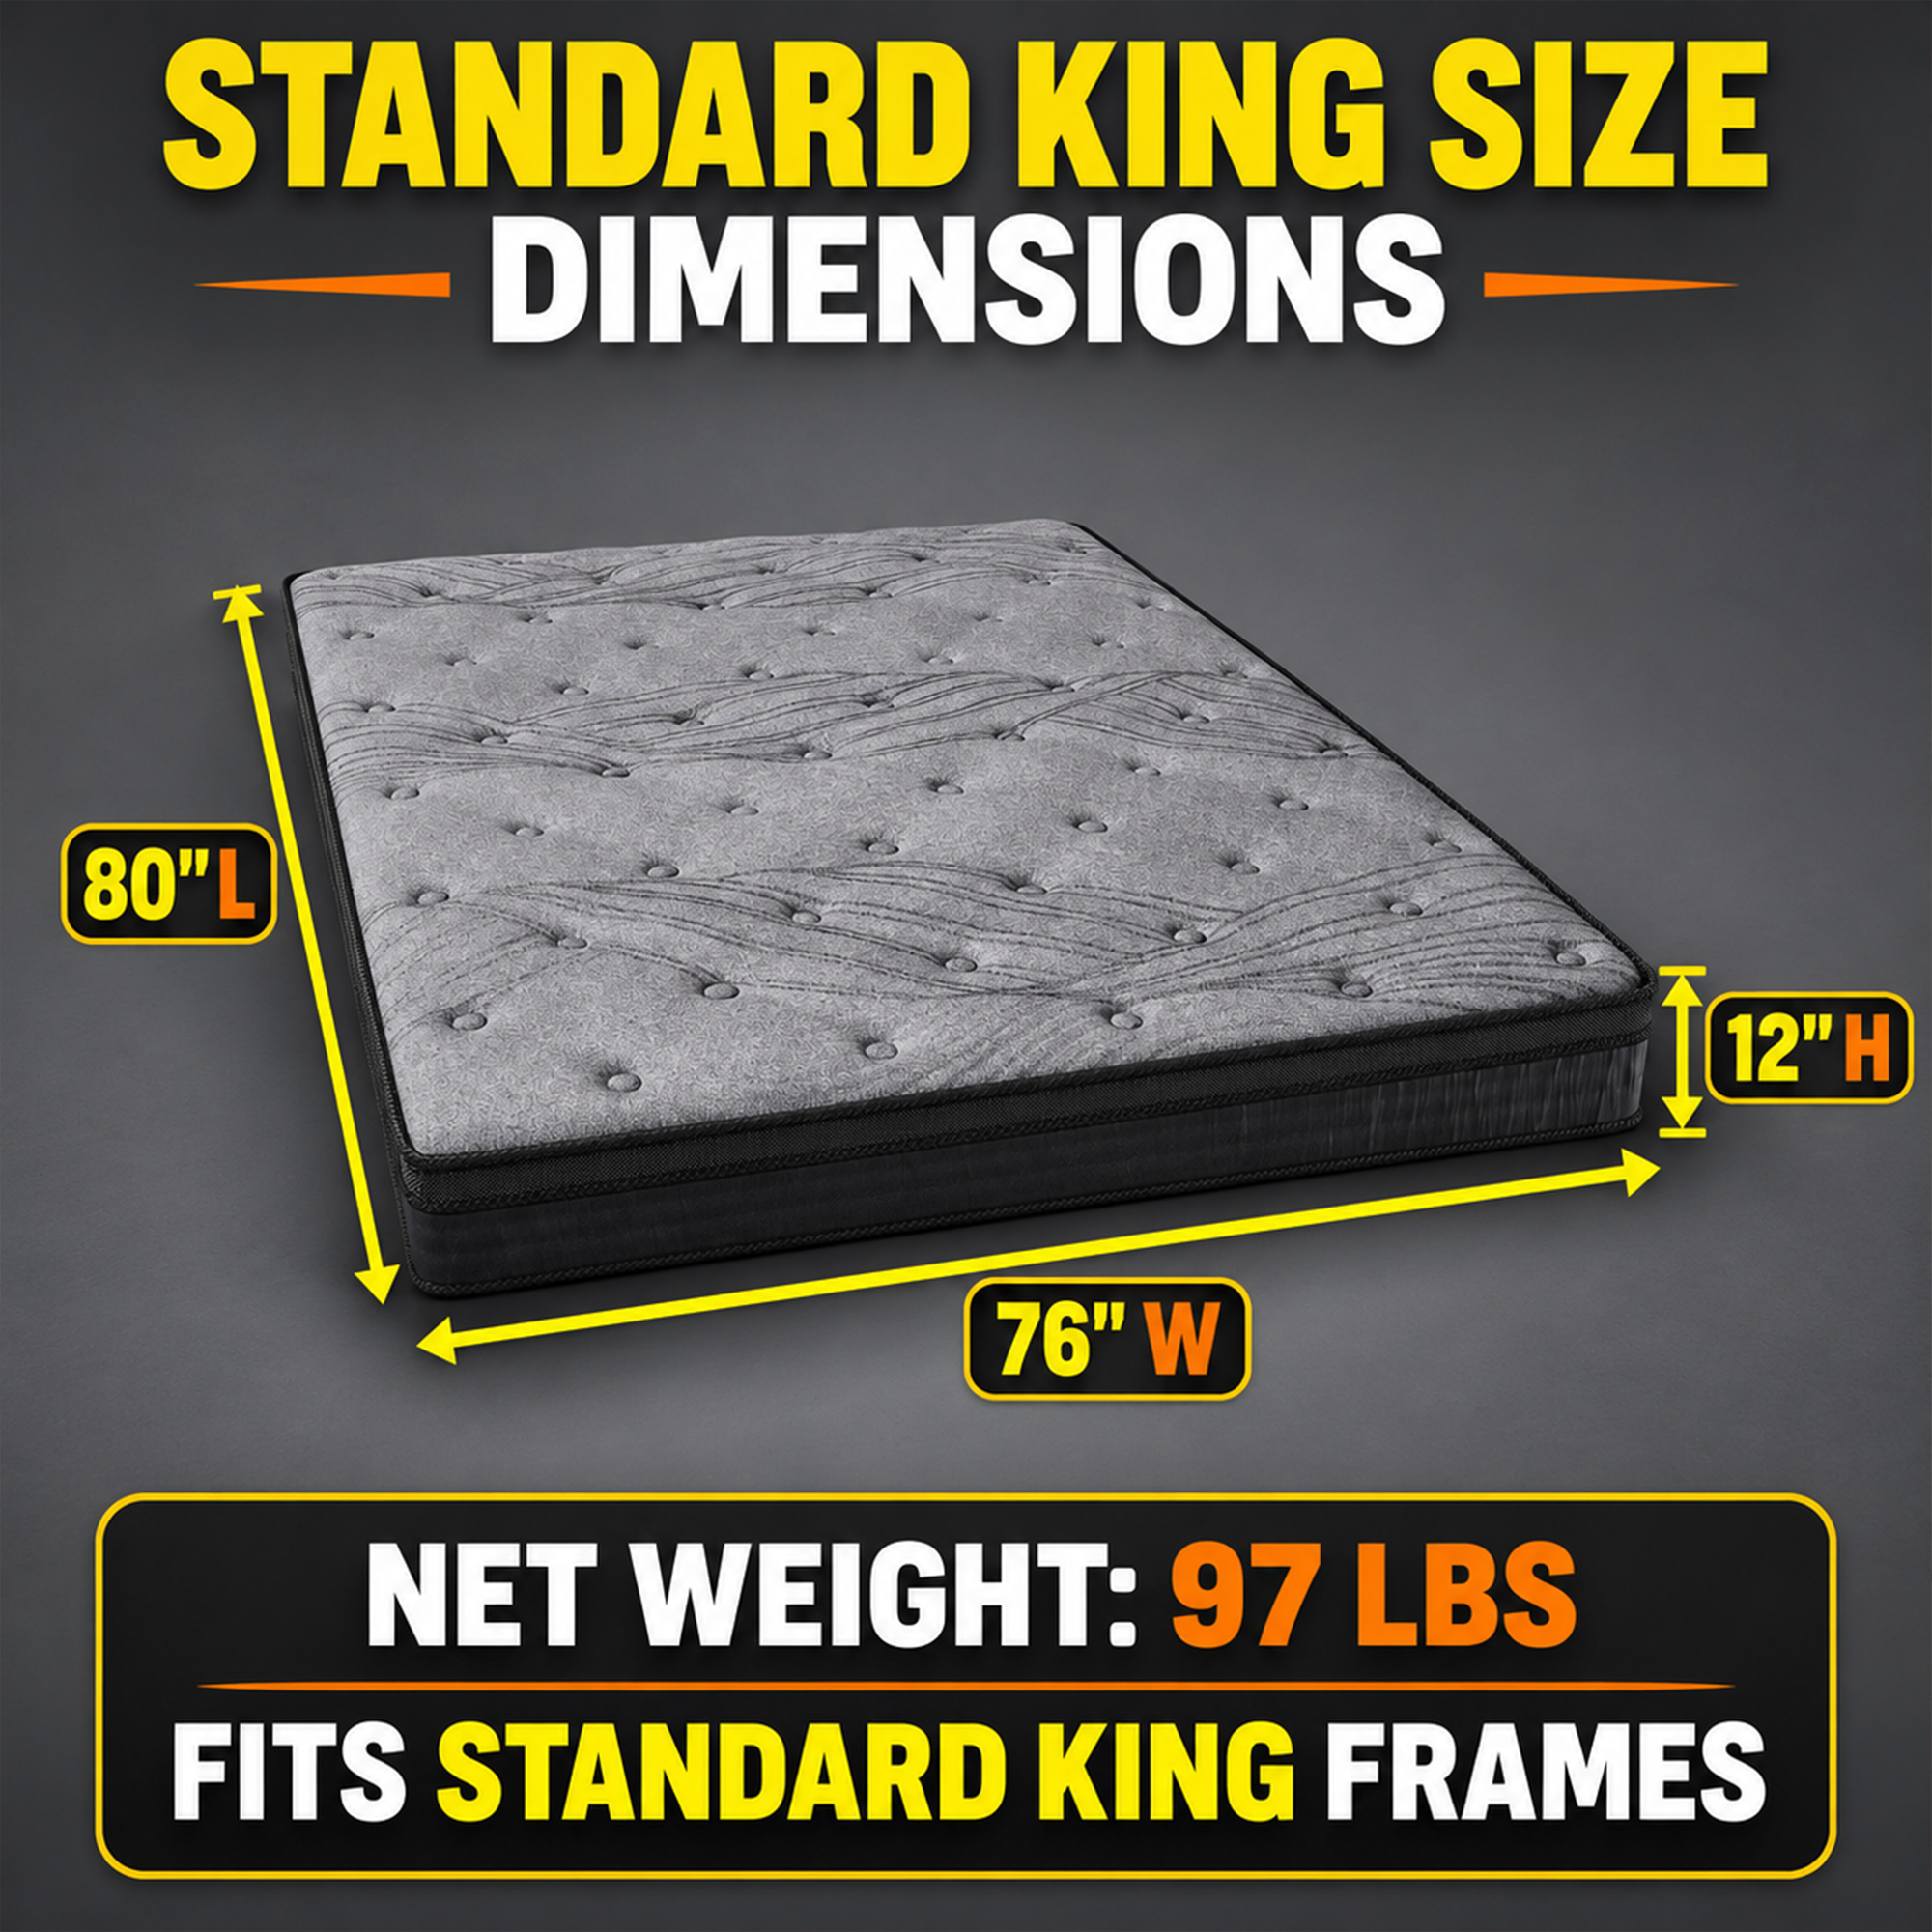 STANDARD KING SIZE
DIMENSIONS
80" L
12" H
76" W
NET WEIGHT: 97 LBS
FITS STANDARD KING FRAMES